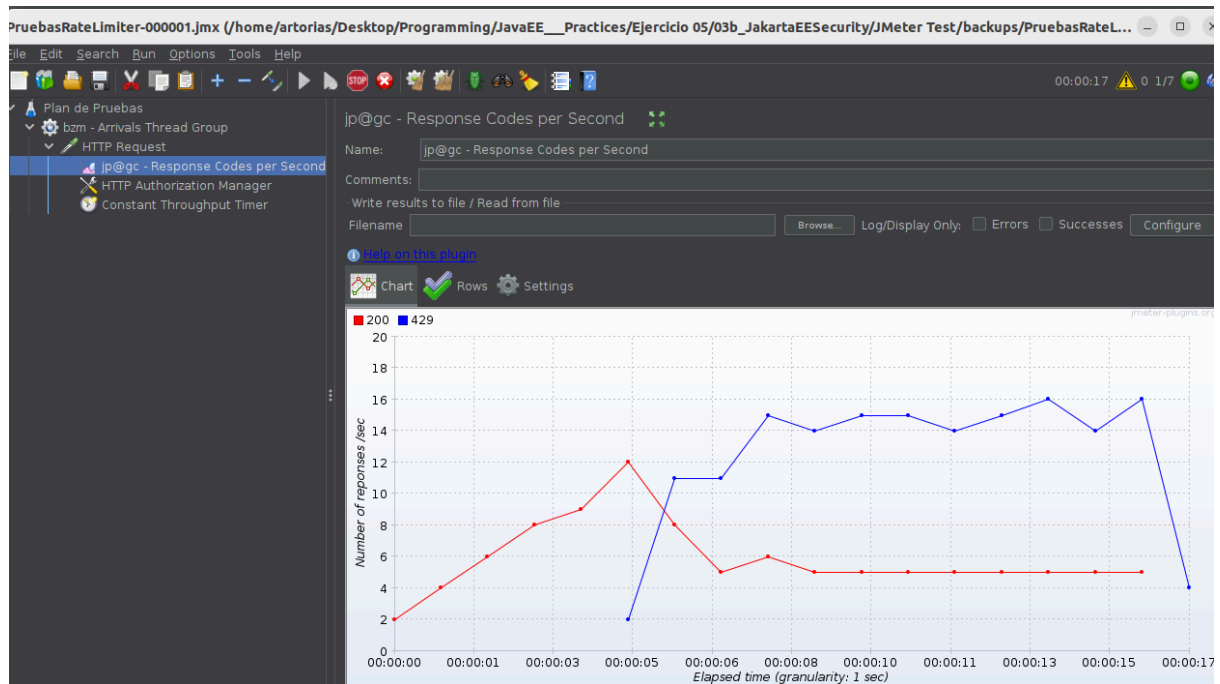 PruebasRateLimiter-000001.jmx (/home/artorias/Desktop/Programming/JavaEE___Practices/Ejercicio 05/03b_JakartaEESecurity/JMeter Test/backups/PruebasRateL...
File Edit Search Run Options Tools Help
STOP
00:00:17 0 1/7
Plan de Pruebas
bzm - Arrivals Thread Group
HTTP Request
jp@gc - Response Codes per Second
HTTP Authorization Manager
Constant Throughput Timer
jp@gc - Response Codes per Second
Name: jp@gc - Response Codes per Second
Comments:
Write results to file / Read from file
Filename Browse... Log/Display Only: Errors Successes Configure
Help on this plugin
Chart Rows Settings
200 429
jmeter-plugins.org
20
18
16
14
12
10
8
6
4
2
0
Number of reponses /sec
00:00:00 00:00:01 00:00:03 00:00:05 00:00:06 00:00:08 00:00:10 00:00:11 00:00:13 00:00:15 00:00:17
Elapsed time (granularity: 1 sec)